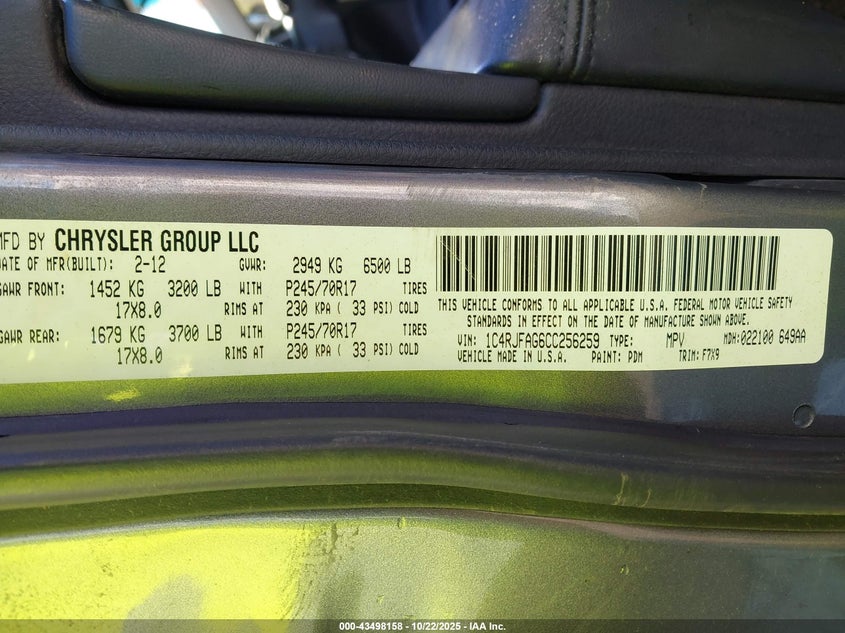 MFD BY CHRYSLER GROUP LLC
DATE OF MFR(BUILT): 2-12 GVWR: 2949 KG 6500 LB
GAWR FRONT: 1452 KG 3200 LB WITH P245/70R17 TIRES
17X8.0 RIMS AT 230 KPA ( 33 PSI) COLD
GAWR REAR: 1679 KG 3700 LB WITH P245/70R17 TIRES
17X8.0 RIMS AT 230 KPA ( 33 PSI) COLD
THIS VEHICLE CONFORMS TO ALL APPLICABLE U.S.A. FEDERAL MOTOR VEHICLE SAFETY
STANDARDS IN EFFECT ON THE DATE OF MANUFACTURE SHOWN ABOVE.
VIN: 1C4RJFAG6CC256259 TYPE: MPV MDH:022100 649AA
VEHICLE MADE IN U.S.A. PAINT: PDM TRIM: F7X9
000-43498158 - 10/22/2025 - IAA Inc.